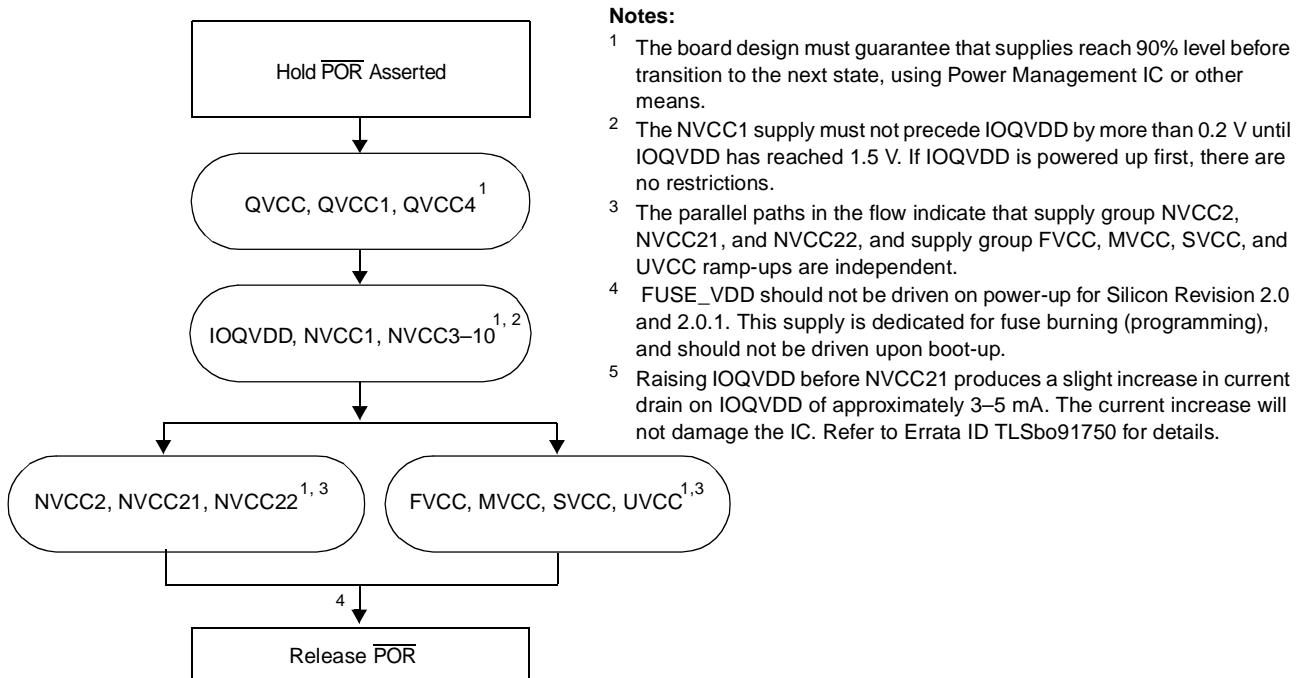 Hold POR Asserted
QVCC, QVCC1, QVCC4 1
IOQVDD, NVCC1, NVCC3–10 1, 2
NVCC2, NVCC21, NVCC22 1, 3
FVCC, MVCC, SVCC, UVCC 1,3
4
Release POR
Notes:
1 The board design must guarantee that supplies reach 90% level before
transition to the next state, using Power Management IC or other
means.
2 The NVCC1 supply must not precede IOQVDD by more than 0.2 V until
IOQVDD has reached 1.5 V. If IOQVDD is powered up first, there are
no restrictions.
3 The parallel paths in the flow indicate that supply group NVCC2,
NVCC21, and NVCC22, and supply group FVCC, MVCC, SVCC, and
UVCC ramp-ups are independent.
4 FUSE_VDD should not be driven on power-up for Silicon Revision 2.0
and 2.0.1. This supply is dedicated for fuse burning (programming),
and should not be driven upon boot-up.
5 Raising IOQVDD before NVCC21 produces a slight increase in current
drain on IOQVDD of approximately 3–5 mA. The current increase will
not damage the IC. Refer to Errata ID TLSbo91750 for details.